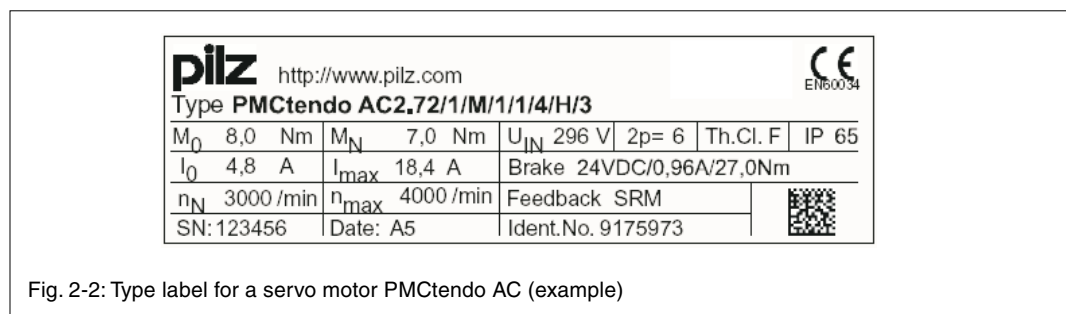 pilz http://www.pilz.com
CE
EN60034
Type PMCtendo AC2.72/1/M/1/1/4/H/3
M0 8,0 Nm MN 7,0 Nm UIN 296 V 2p= 6 Th.Cl. F IP 65
I0 4,8 A Imax 18,4 A Brake 24VDC/0,96A/27,0Nm
nN 3000 /min nmax 4000 /min Feedback SRM
SN: 123456 Date: A5 Ident.No. 9175973
Fig. 2-2: Type label for a servo motor PMCtendo AC (example)